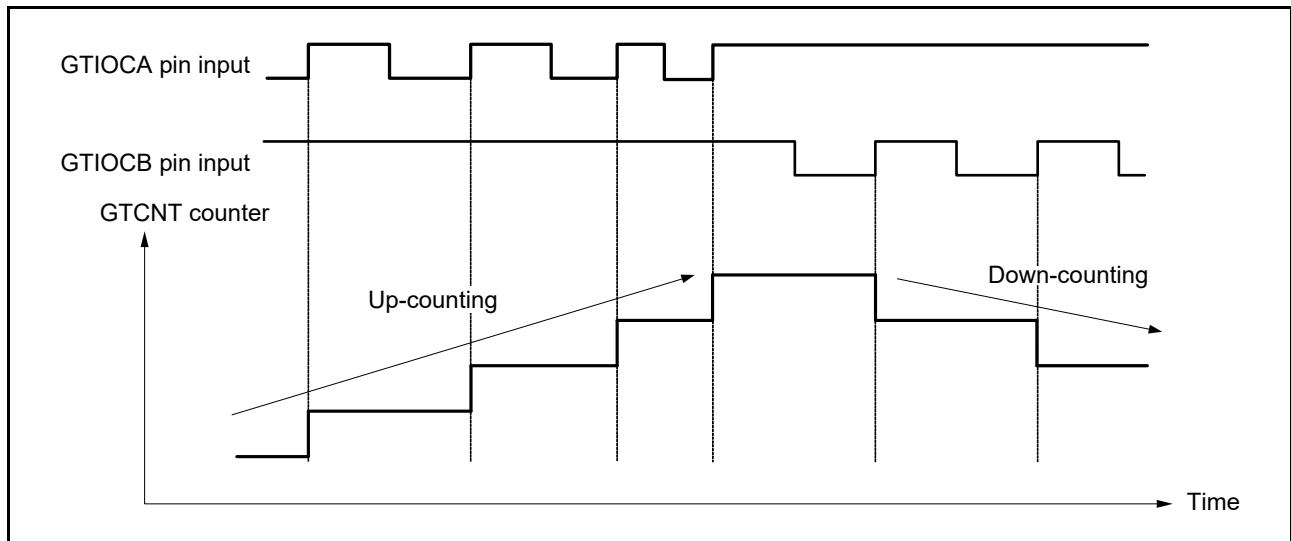 GTIOCA pin input
GTIOCB pin input
GTCNT counter
Up-counting
Down-counting
Time